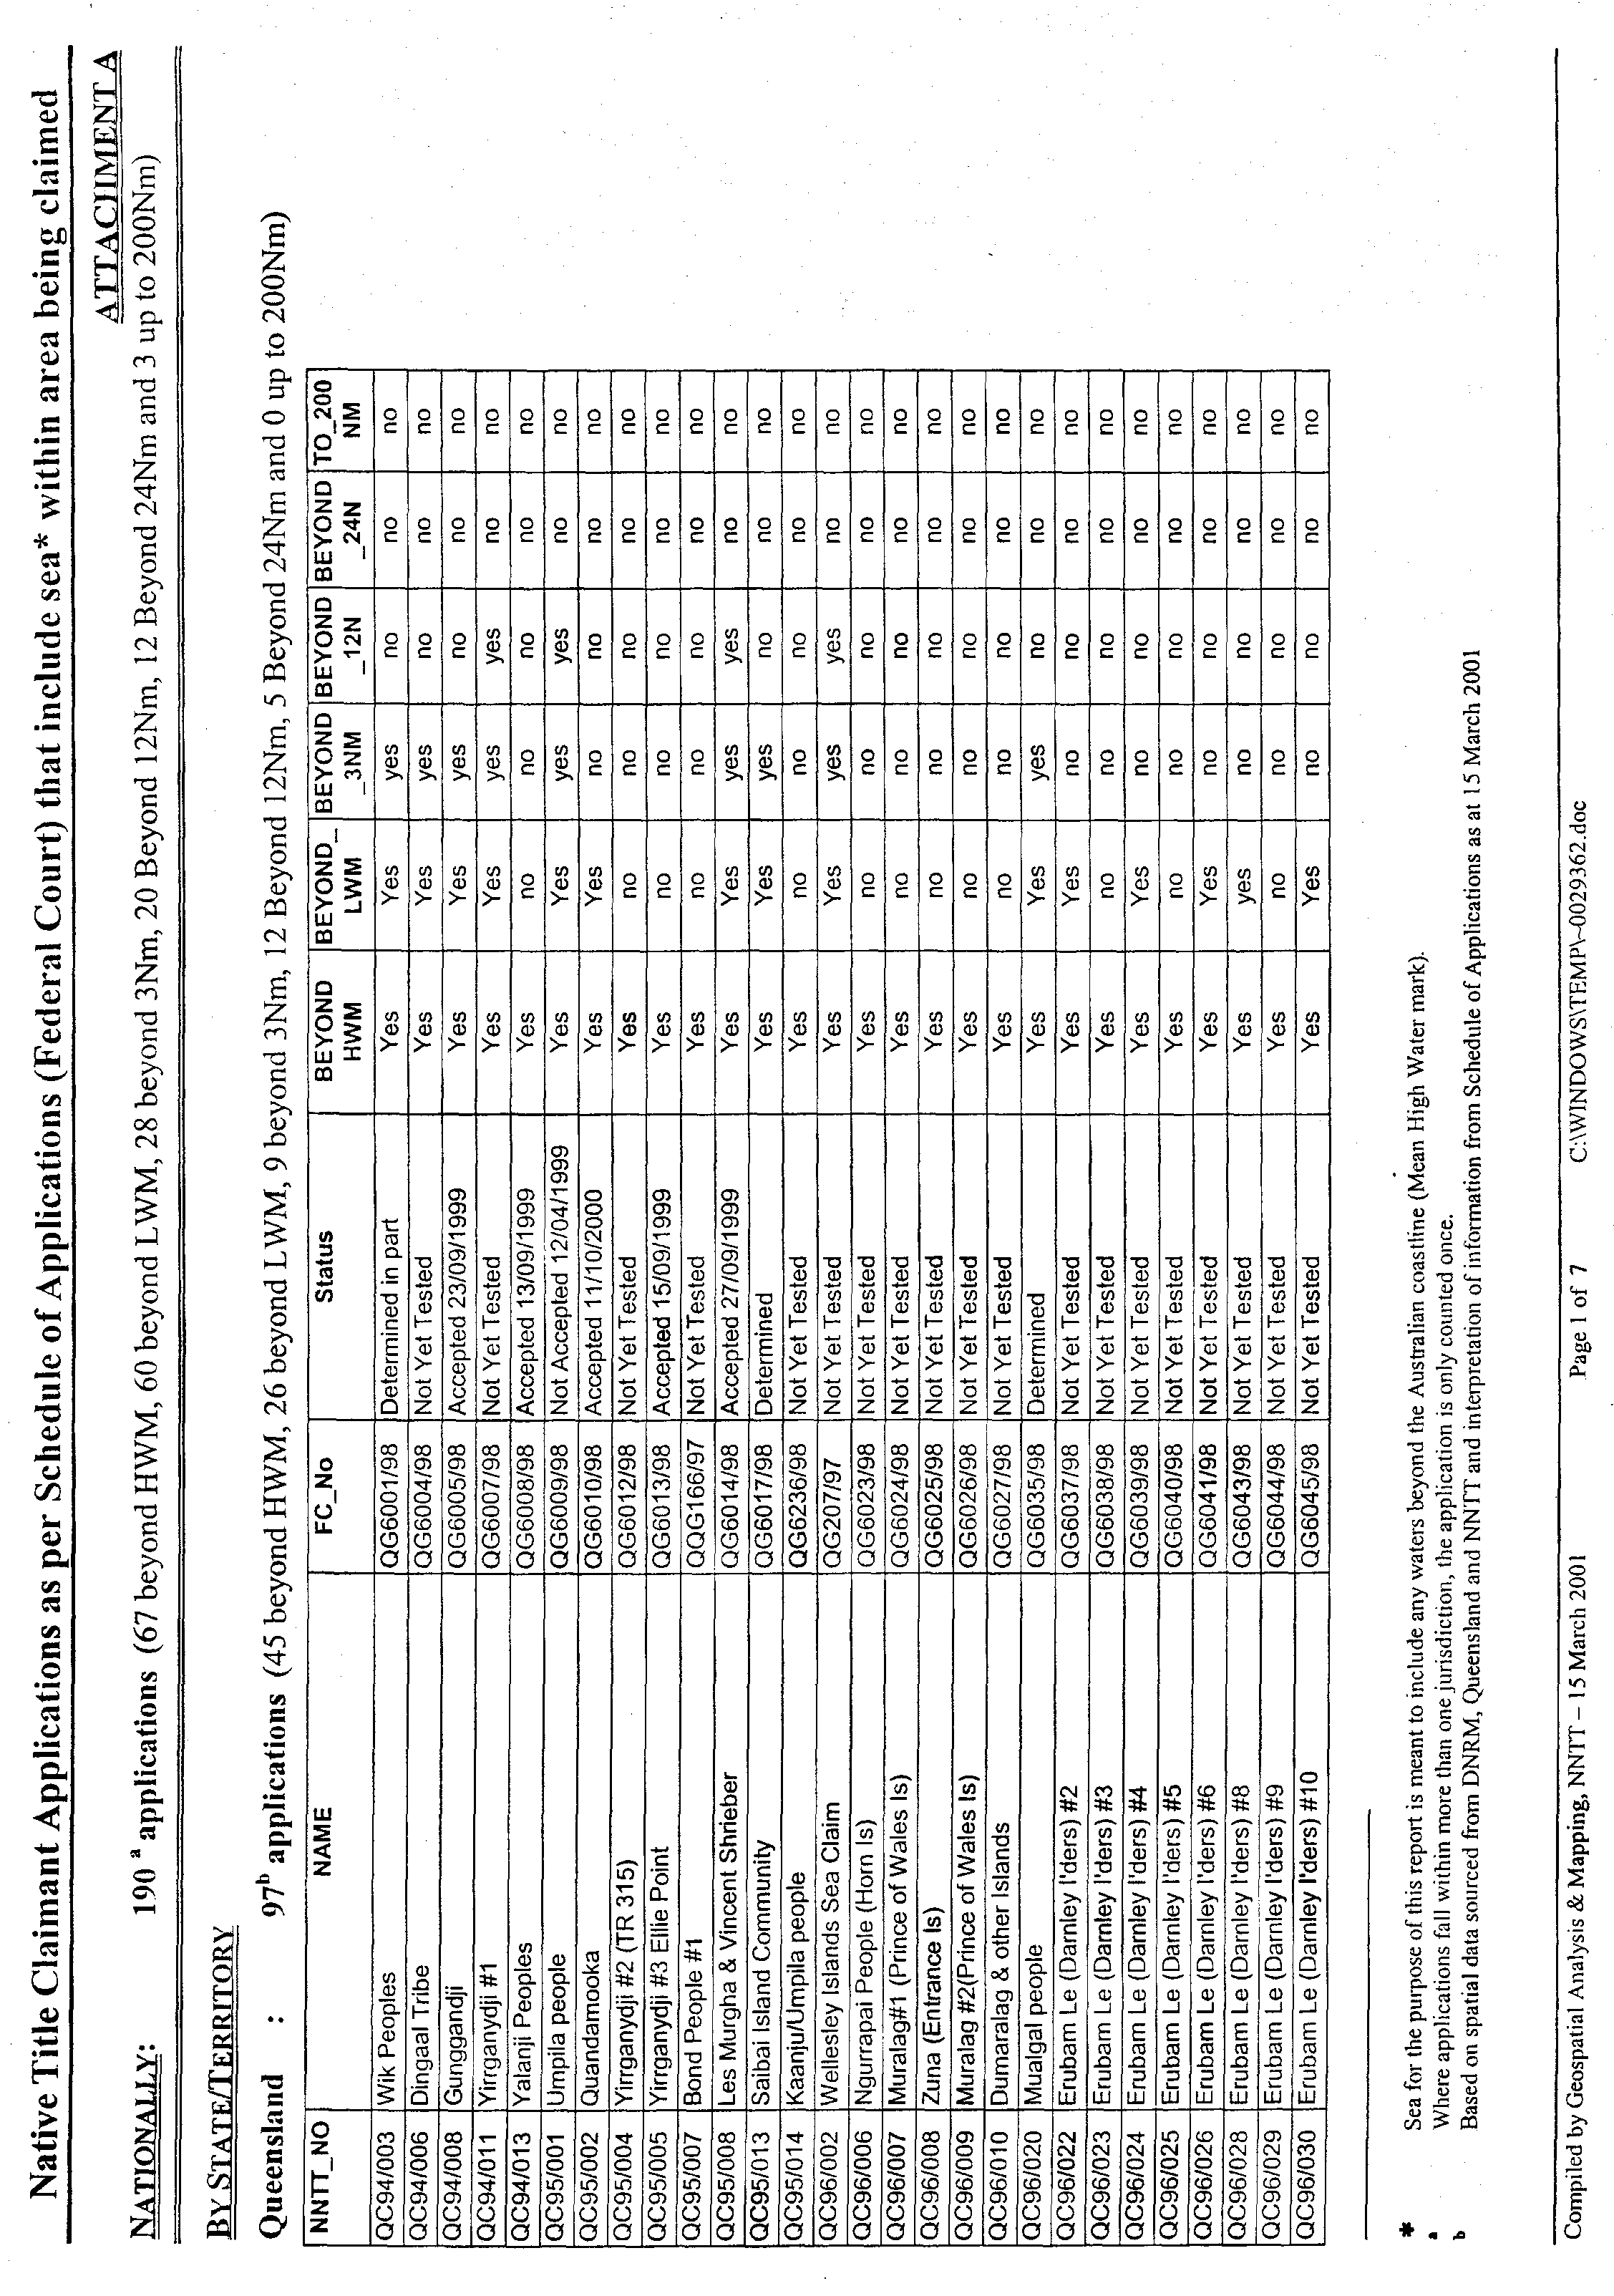 Native Title Claimant Applications as per Schedule of Applications (Federal Court) that include sea* within area being claimed
ATTACHMENT A
NATIONALLY: 190 a applications (67 beyond HWM, 60 beyond LWM, 28 beyond 3Nm, 20 Beyond 12Nm, 12 Beyond 24Nm and 3 up to 200Nm)
BY STATE/TERRITORY
Queensland : 97b applications (45 beyond HWM, 26 beyond LWM, 9 beyond 3Nm, 12 Beyond 12Nm, 5 Beyond 24Nm and 0 up to 200Nm)
NNTT_NO NAME FC_No Status BEYOND HWM BEYOND_LWM BEYOND_3NM BEYOND_12N BEYOND_24N TO_200 NM
QC94/003 Wik Peoples QG6001/98 Determined in part Yes Yes yes no no no
QC94/006 Dingaal Tribe QG6004/98 Not Yet Tested Yes Yes yes no no no
QC94/008 Gunggandji QG6005/98 Accepted 23/09/1999 Yes Yes yes no no no
QC94/011 Yirrganydji #1 QG6007/98 Not Yet Tested Yes Yes yes yes no no
QC94/013 Yalanji Peoples QG6008/98 Accepted 13/09/1999 Yes no no no no no
QC95/001 Umpila people QG6009/98 Not Accepted 12/04/1999 Yes Yes yes yes no no
QC95/002 Quandamooka QG6010/98 Accepted 11/10/2000 Yes Yes no no no no
QC95/004 Yirrganydji #2 (TR 315) QG6012/98 Not Yet Tested Yes no no no no no
QC95/005 Yirrganydji #3 Ellie Point QG6013/98 Accepted 15/09/1999 Yes no no no no no
QC95/007 Bond People #1 QQG166/97 Not Yet Tested Yes no no no no no
QC95/008 Les Murgha & Vincent Shrieber QG6014/98 Accepted 27/09/1999 Yes Yes yes yes no no
QC95/013 Saibai Island Community QG6017/98 Determined Yes Yes yes no no no
QC95/014 Kaanju/Umpila people QG6236/98 Not Yet Tested Yes no no no no no
QC96/002 Wellesley Islands Sea Claim QG207/97 Not Yet Tested Yes Yes yes yes no no
QC96/006 Ngurrapai People (Horn Is) QG6023/98 Not Yet Tested Yes no no no no no
QC96/007 Muralag#1 (Prince of Wales Is) QG6024/98 Not Yet Tested Yes no no no no no
QC96/008 Zuna (Entrance Is) QG6025/98 Not Yet Tested Yes no no no no no
QC96/009 Muralag #2(Prince of Wales Is) QG6026/98 Not Yet Tested Yes no no no no no
QC96/010 Dumaralag & other Islands QG6027/98 Not Yet Tested Yes no no no no no
QC96/020 Mualgal people QG6035/98 Determined Yes Yes yes no no no
QC96/022 Erubam Le (Darnley I'ders) #2 QG6037/98 Not Yet Tested Yes Yes no no no no
QC96/023 Erubam Le (Darnley I'ders) #3 QG6038/98 Not Yet Tested Yes no no no no no
QC96/024 Erubam Le (Darnley I'ders) #4 QG6039/98 Not Yet Tested Yes Yes no no no no
QC96/025 Erubam Le (Darnley I'ders) #5 QG6040/98 Not Yet Tested Yes no no no no no
QC96/026 Erubam Le (Darnley I'ders) #6 QG6041/98 Not Yet Tested Yes Yes no no no no
QC96/028 Erubam Le (Darnley I'ders) #8 QG6043/98 Not Yet Tested Yes yes no no no no
QC96/029 Erubam Le (Darnley I'ders) #9 QG6044/98 Not Yet Tested Yes no no no no no
QC96/030 Erubam Le (Darnley I'ders) #10 QG6045/98 Not Yet Tested Yes Yes no no no no
* Sea for the purpose of this report is meant to include any waters beyond the Australian coastline (Mean High Water mark).
a Where applications fall within more than one jurisdiction, the application is only counted once.
b Based on spatial data sourced from DNRM, Queensland and NNTT and interpretation of information from Schedule of Applications as at 15 March 2001
Compiled by Geospatial Analysis & Mapping, NNTT – 15 March 2001 Page 1 of 7 C:\WINDOWS\TEMP\~0029362.doc